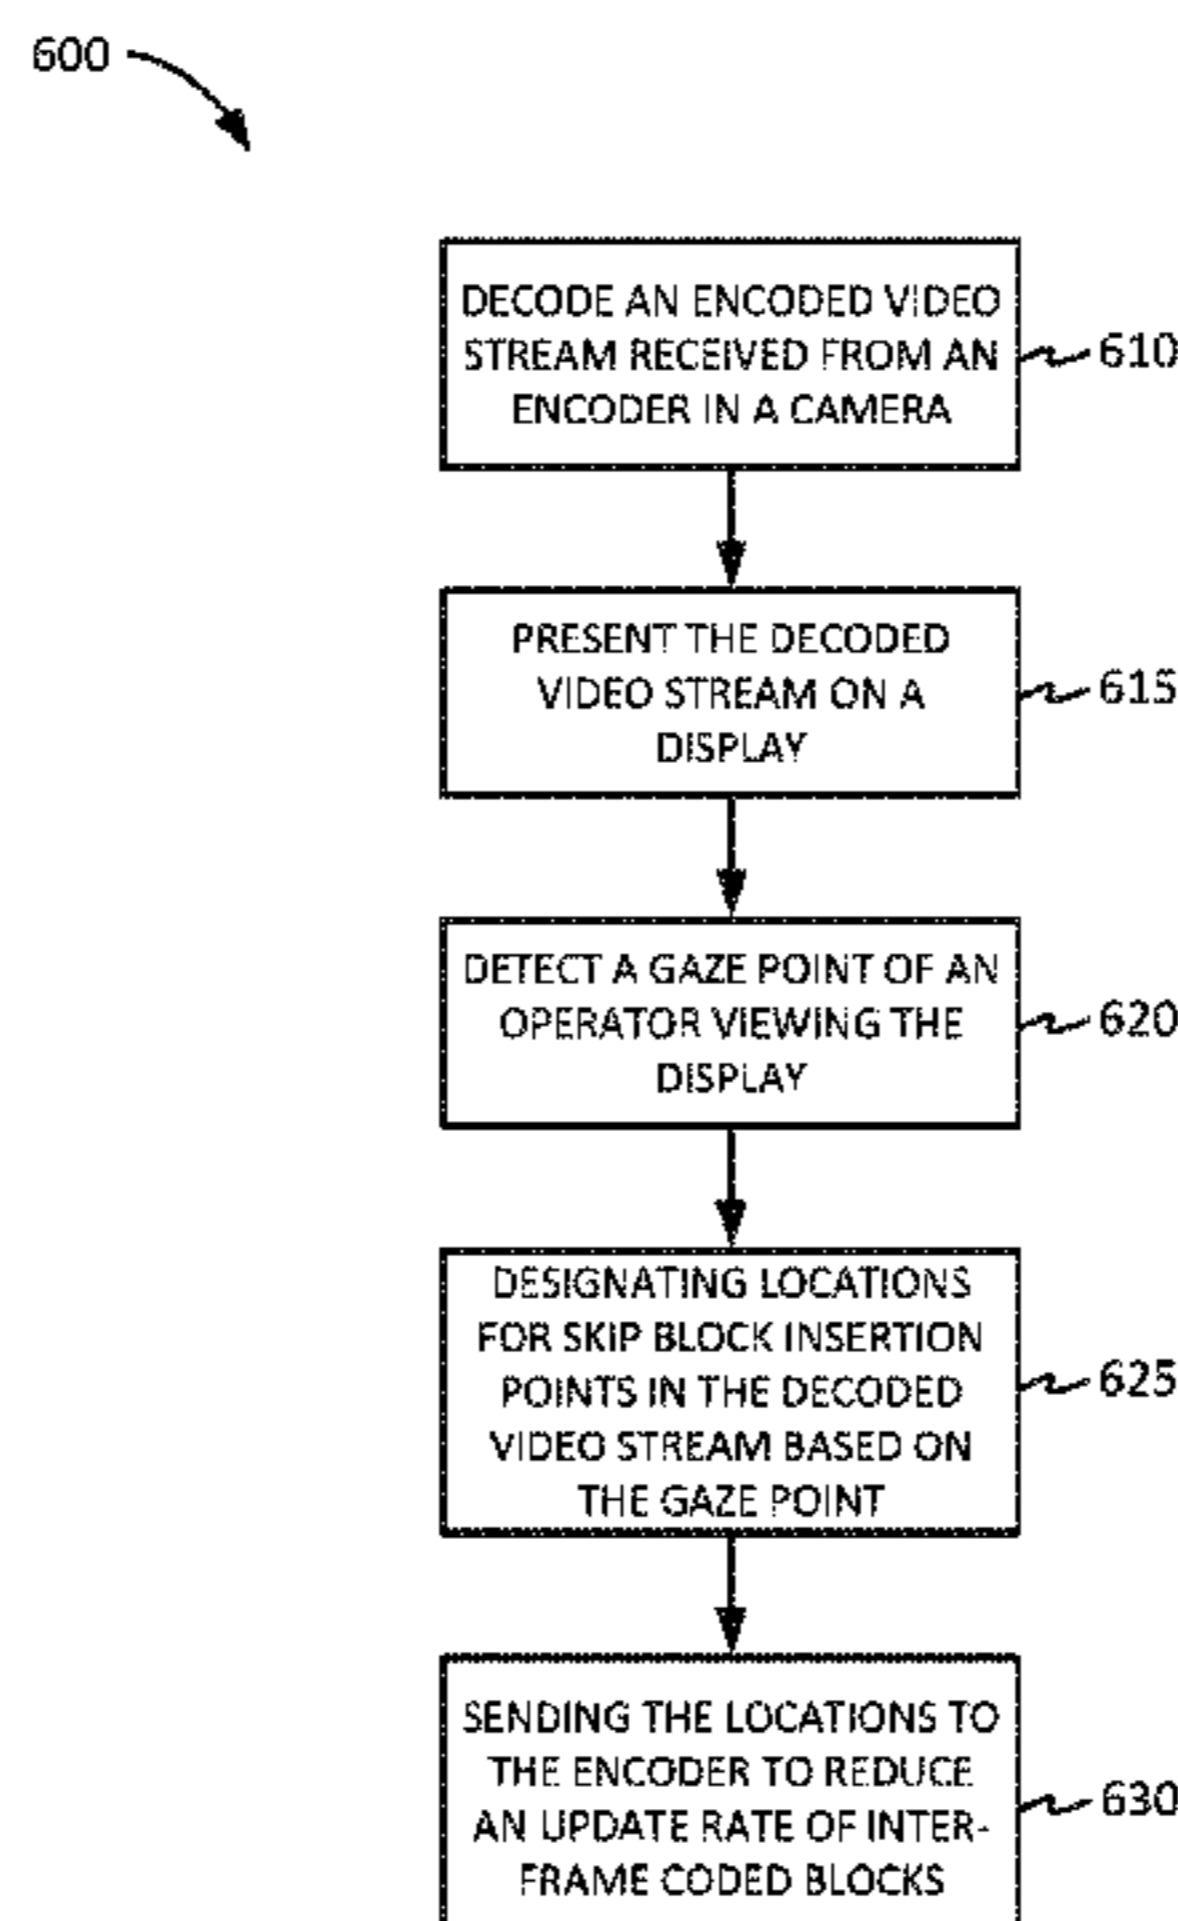 600
DECODE AN ENCODED VIDEO
STREAM RECEIVED FROM AN
ENCODER IN A CAMERA
610
PRESENT THE DECODED
VIDEO STREAM ON A
DISPLAY
615
DETECT A GAZE POINT OF AN
OPERATOR VIEWING THE
DISPLAY
620
DESIGNATING LOCATIONS
FOR SKIP BLOCK INSERTION
POINTS IN THE DECODED
VIDEO STREAM BASED ON
THE GAZE POINT
625
SENDING THE LOCATIONS TO
THE ENCODER TO REDUCE
AN UPDATE RATE OF INTER-
FRAME CODED BLOCKS
630